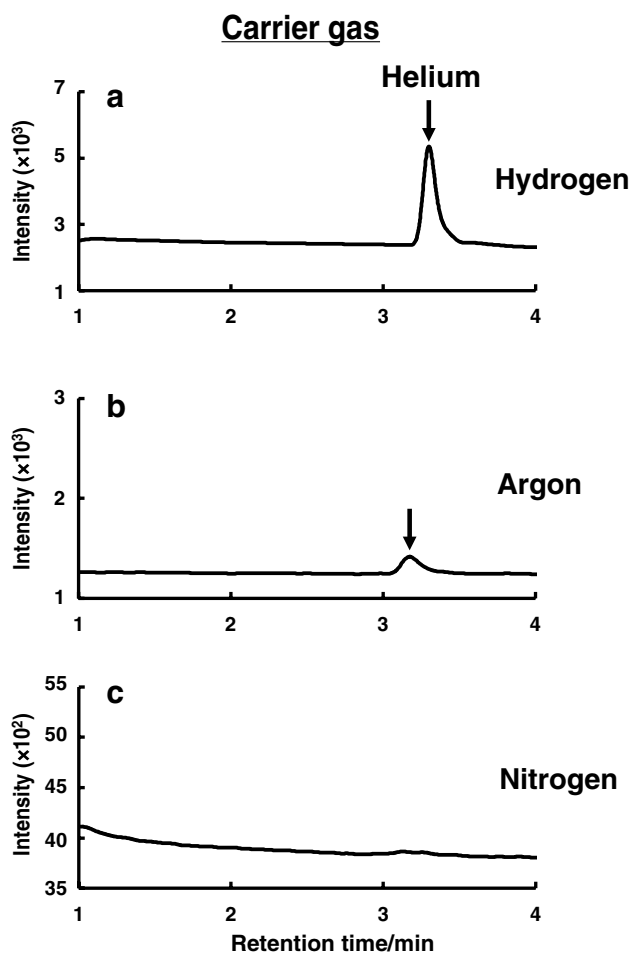 Carrier gas
a
Helium
Hydrogen
Intensity (×10³)
7
5
3
1
1 2 3 4
b
Argon
Intensity (×10³)
3
2
1
1 2 3 4
c
Nitrogen
Intensity (×10²)
55
50
45
40
35
1 2 3 4
Retention time/min